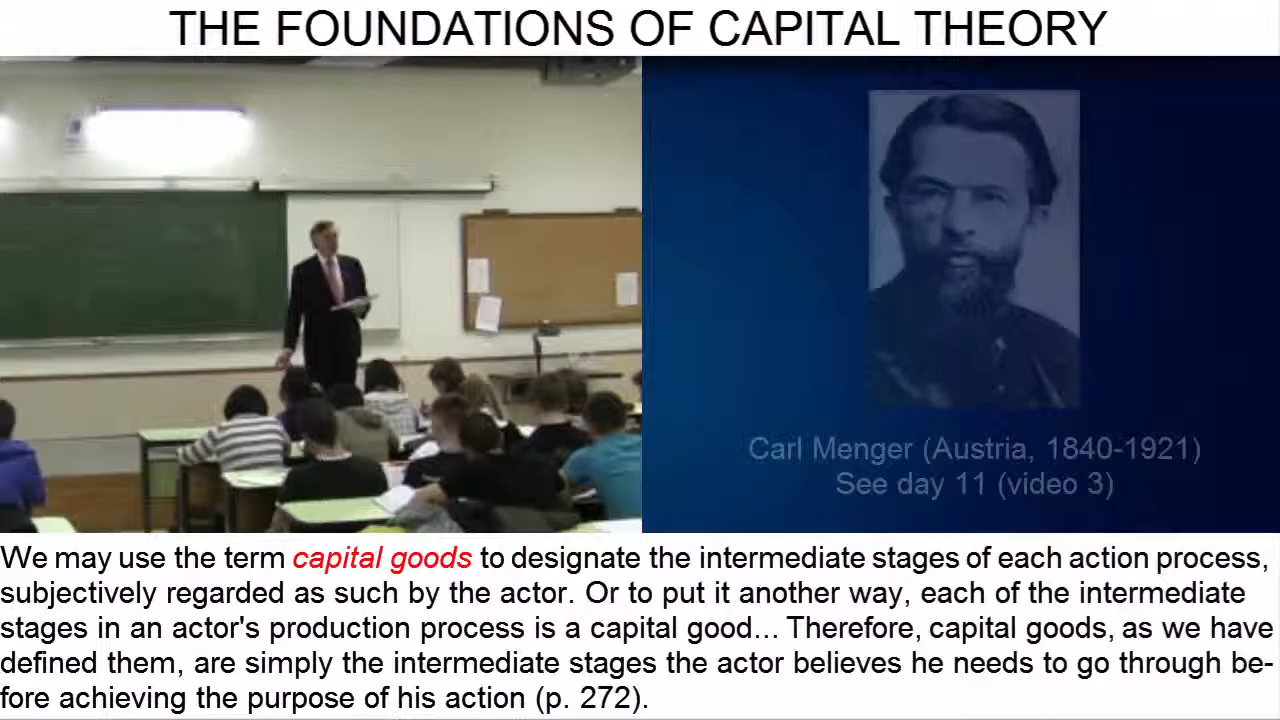 THE FOUNDATIONS OF CAPITAL THEORY
Carl Menger (Austria, 1840-1921)
See day 11 (video 3)
We may use the term capital goods to designate the intermediate stages of each action process,
subjectively regarded as such by the actor. Or to put it another way, each of the intermediate
stages in an actor's production process is a capital good... Therefore, capital goods, as we have
defined them, are simply the intermediate stages the actor believes he needs to go through be-
fore achieving the purpose of his action (p. 272).